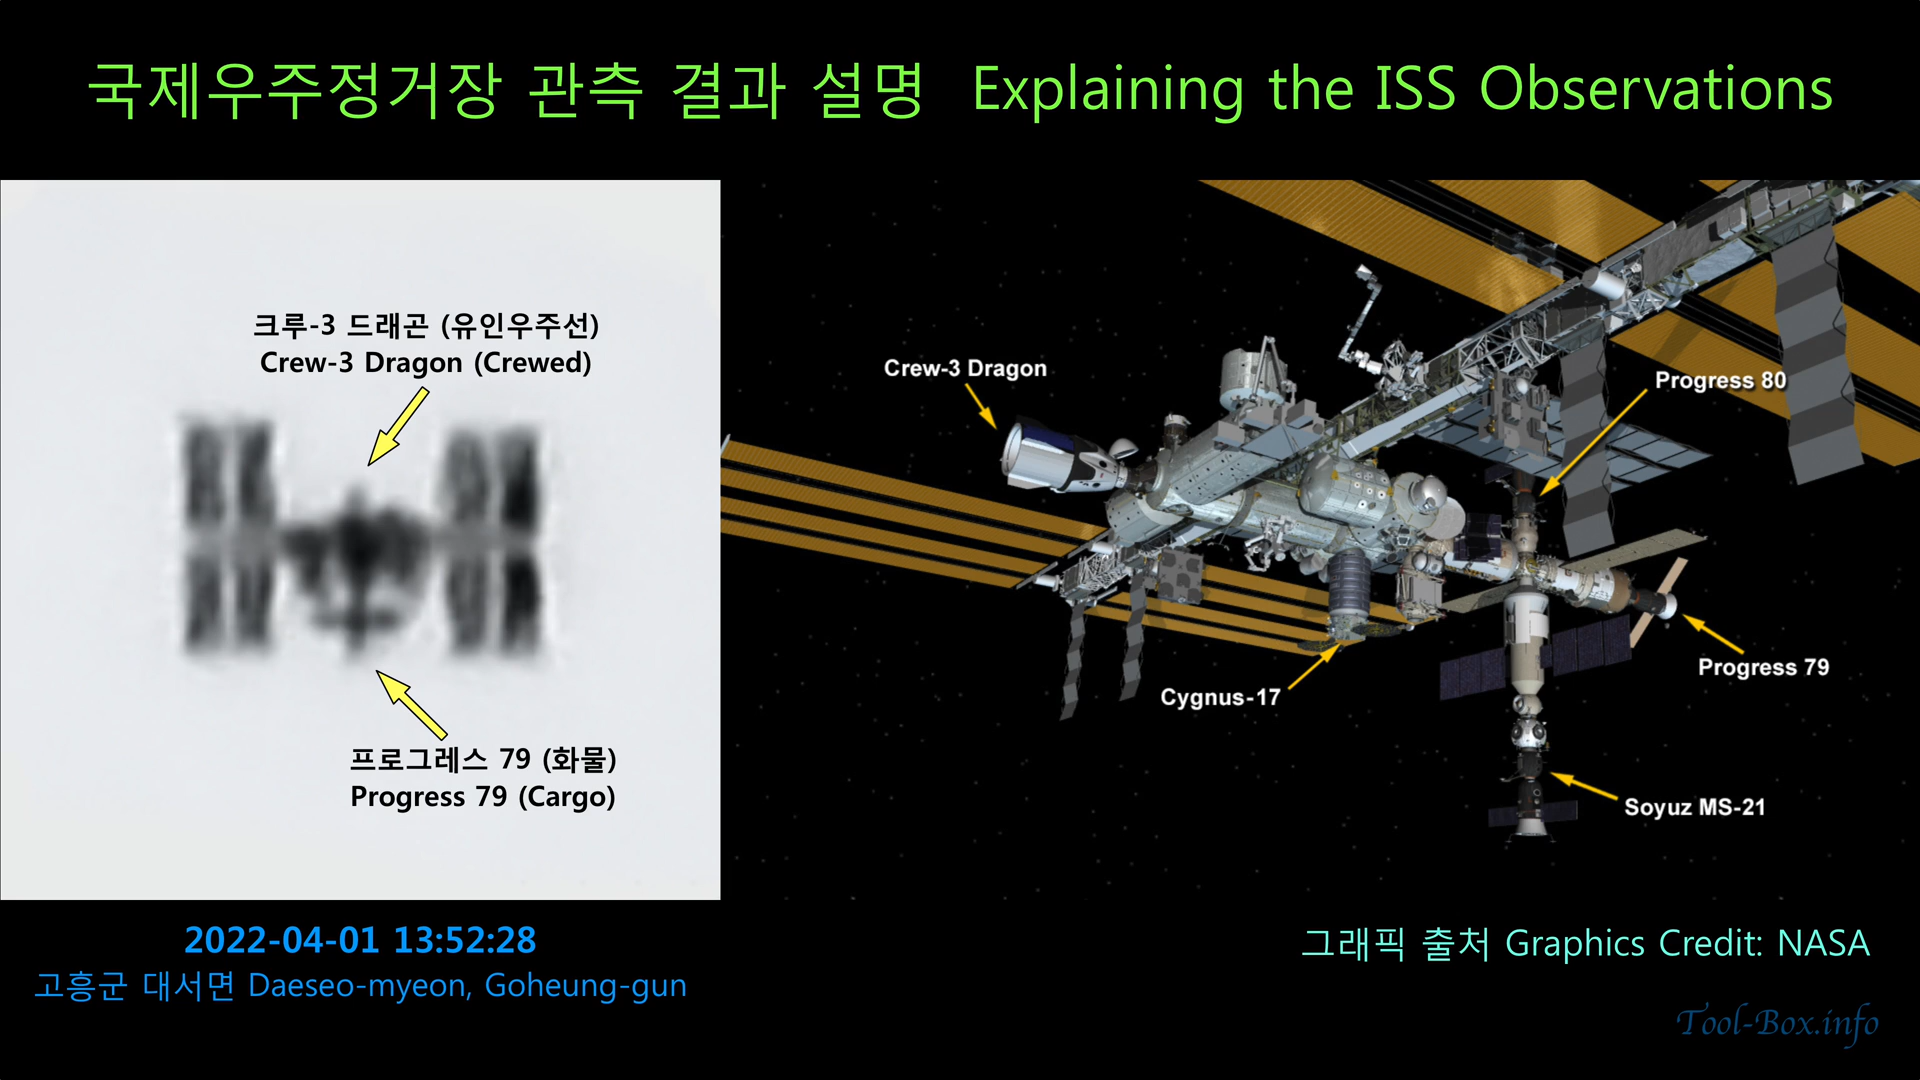 국제우주정거장 관측 결과 설명 Explaining the ISS Observations
크루-3 드래곤 (유인우주선)
Crew-3 Dragon (Crewed)
프로그레스 79 (화물)
Progress 79 (Cargo)
Crew-3 Dragon
Progress 80
Cygnus-17
Progress 79
Soyuz MS-21
2022-04-01 13:52:28
고흥군 대서면 Daeseo-myeon, Goheung-gun
그래픽 출처 Graphics Credit: NASA
Tool-Box.info